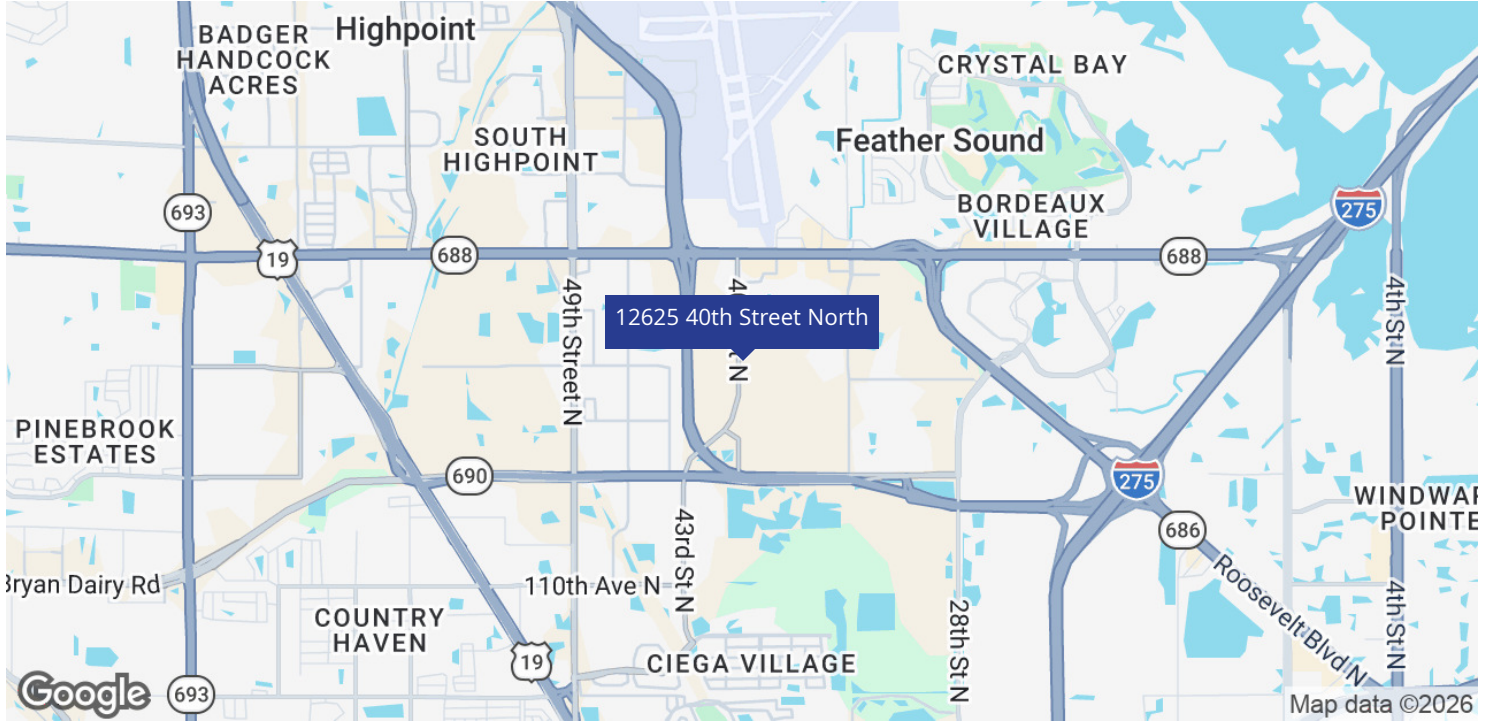 BADGER
HANDCOCK
ACRES
Highpoint
CRYSTAL BAY
SOUTH
HIGHPOINT
Feather Sound
693
BORDEAUX
VILLAGE
275
19
688
688
49th Street N
12625 40th Street North
4th St N
PINEBROOK
ESTATES
690
275
WINDWAR
POINTE
686
43rd St N
Bryan Dairy Rd
110th Ave N
Roosevelt Blvd N
COUNTRY
HAVEN
28th St N
4th St N
19
CIEGA VILLAGE
Google
693
Map data ©2026